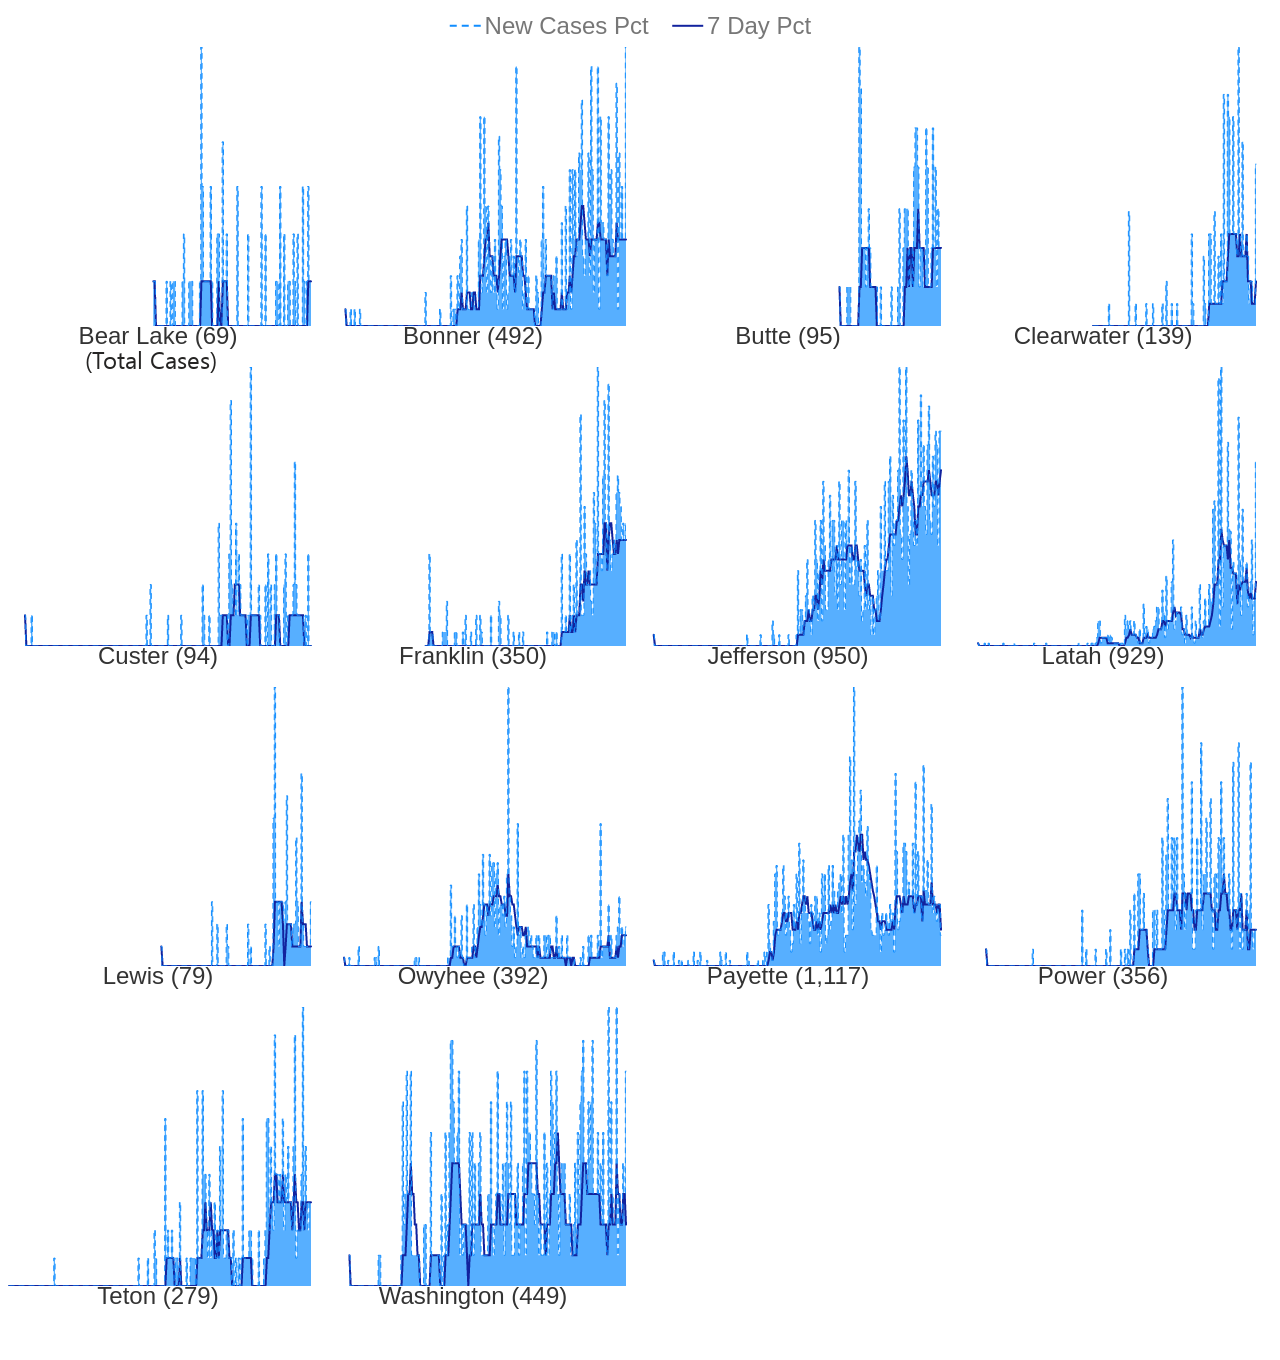 New Cases Pct 7 Day Pct
Bear Lake (69) Bonner (492) Butte (95) Clearwater (139)
(Total Cases)
Custer (94) Franklin (350) Jefferson (950) Latah (929)
Lewis (79) Owyhee (392) Payette (1,117) Power (356)
Teton (279) Washington (449)